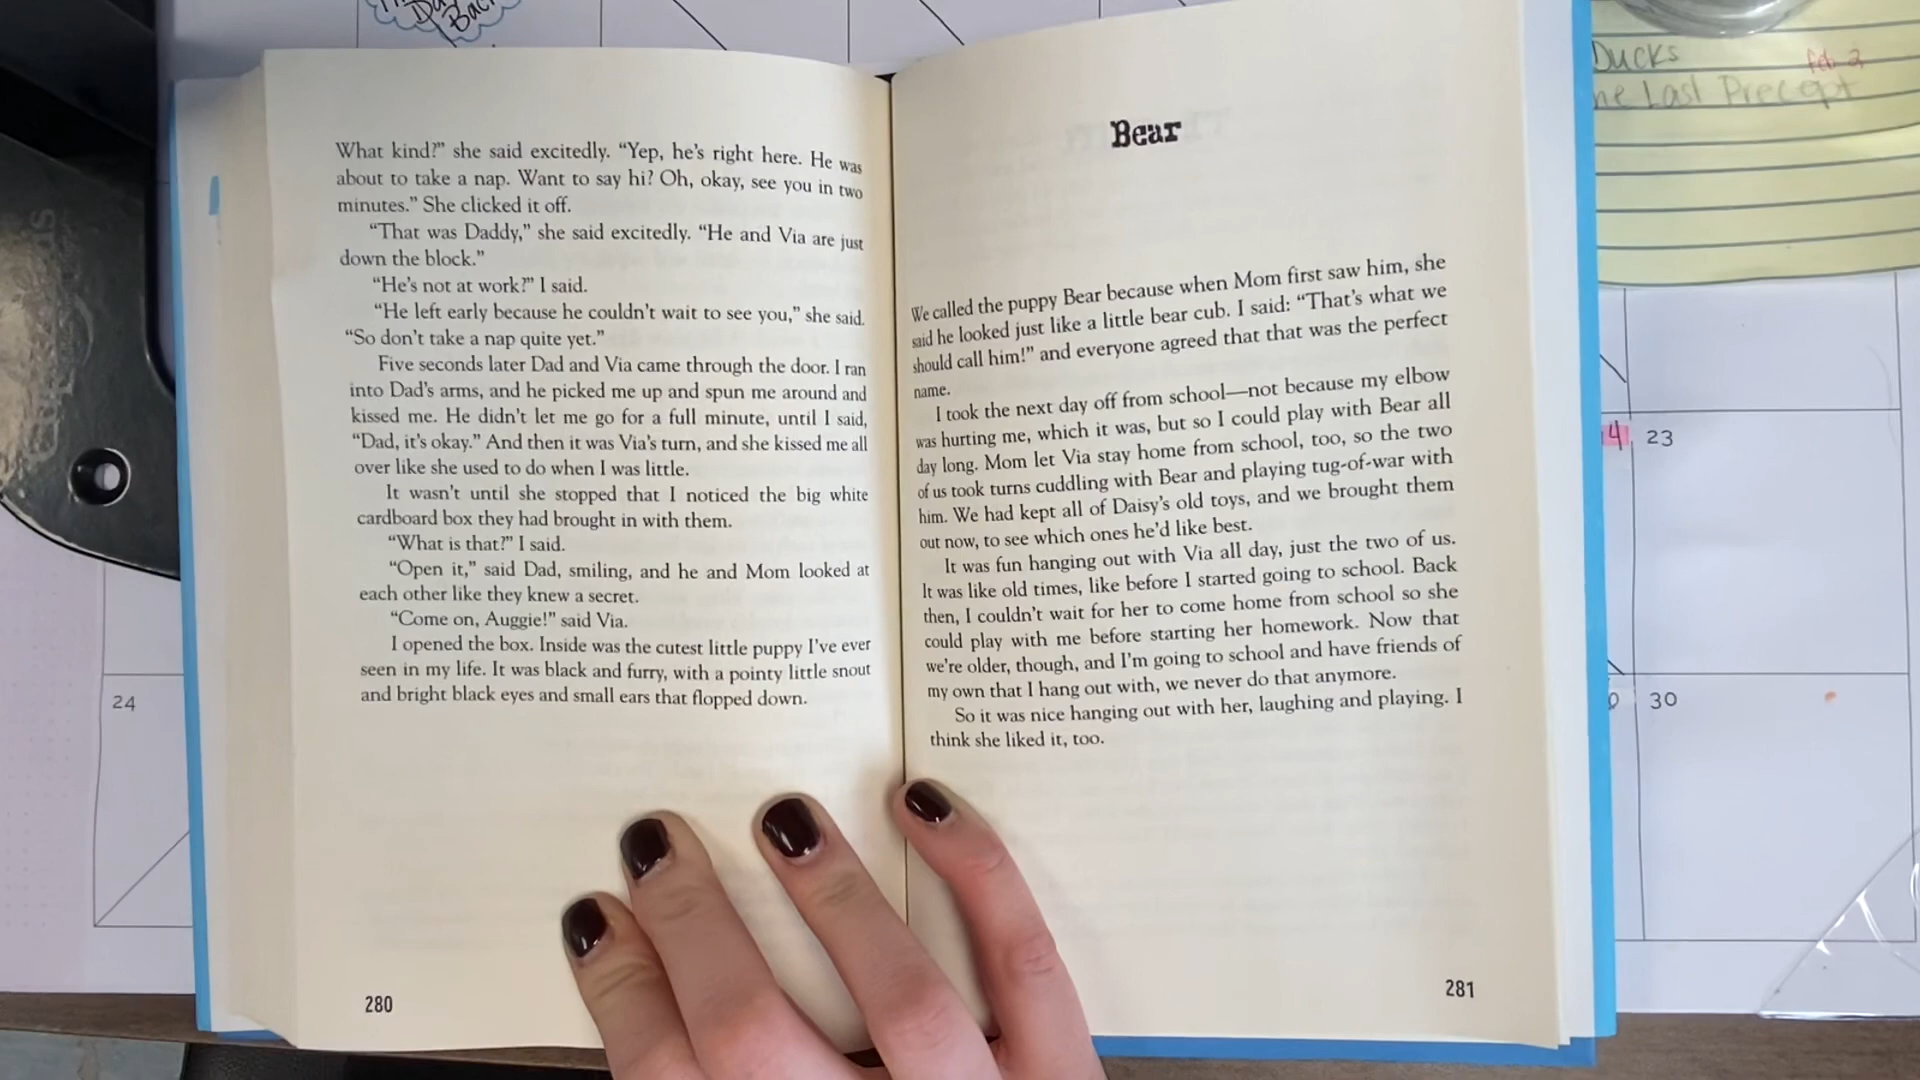 Da
Back
Ducks
feb 2
he Last Precept
What kind?” she said excitedly. “Yep, he’s right here. He was
about to take a nap. Want to say hi? Oh, okay, see you in two
minutes.” She clicked it off.
“That was Daddy,” she said excitedly. “He and Via are just
down the block.”
“He’s not at work?” I said.
“He left early because he couldn’t wait to see you,” she said.
“So don’t take a nap quite yet.”
Five seconds later Dad and Via came through the door. I ran
into Dad’s arms, and he picked me up and spun me around and
kissed me. He didn’t let me go for a full minute, until I said,
“Dad, it’s okay.” And then it was Via’s turn, and she kissed me all
over like she used to do when I was little.
It wasn’t until she stopped that I noticed the big white
cardboard box they had brought in with them.
“What is that?” I said.
“Open it,” said Dad, smiling, and he and Mom looked at
each other like they knew a secret.
“Come on, Auggie!” said Via.
I opened the box. Inside was the cutest little puppy I’ve ever
seen in my life. It was black and furry, with a pointy little snout
and bright black eyes and small ears that flopped down.
280
Bear
We called the puppy Bear because when Mom first saw him, she
said he looked just like a little bear cub. I said: “That’s what we
should call him!” and everyone agreed that that was the perfect
name.
I took the next day off from school—not because my elbow
was hurting me, which it was, but so I could play with Bear all
day long. Mom let Via stay home from school, too, so the two
of us took turns cuddling with Bear and playing tug-of-war with
him. We had kept all of Daisy’s old toys, and we brought them
out now, to see which ones he’d like best.
It was fun hanging out with Via all day, just the two of us.
It was like old times, like before I started going to school. Back
then, I couldn’t wait for her to come home from school so she
could play with me before starting her homework. Now that
we’re older, though, and I’m going to school and have friends of
my own that I hang out with, we never do that anymore.
So it was nice hanging out with her, laughing and playing. I
think she liked it, too.
281
4
23
24
30